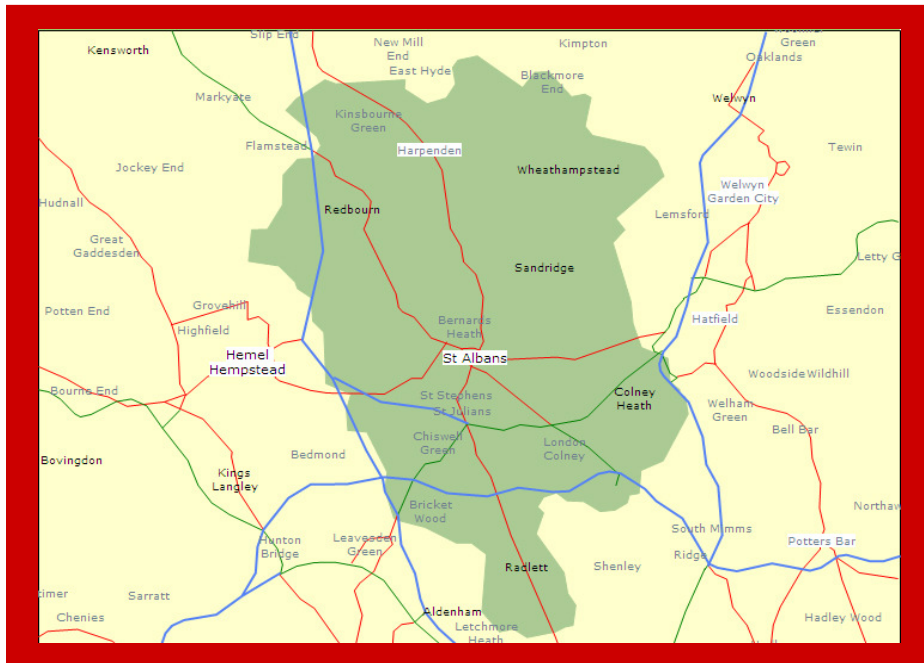 Slip End
New Mill
End
Kimpton
Green
Oaklands
Kensworth
East Hyde
Blackmore
End
Markyate
Welwyn
Kinsbourne
Green
Flamstead
Harpenden
Tewin
Jockey End
Wheathampstead
Welwyn
Garden City
Hudnall
Redbourn
Lemsford
Great
Gaddesden
Sandridge
Letty G
Potten End
Grovehill
Highfield
Bernards
Heath
Hatfield
Essendon
Hemel
Hempstead
St Albans
Bourne End
St Stephens
St Julians
Colney
Heath
Woodside
Wildhill
Welham
Green
Bell Bar
Chiswell
Green
London
Colney
Bovingdon
Bedmond
Kings
Langley
Bricket
Wood
Northaw
South Mimms
Hunton
Bridge
Leavesden
Green
Ridge
Potters Bar
Radlett
Shenley
timer
Sarratt
Chenies
Aldenham
Letchmore
Heath
Hadley Wood